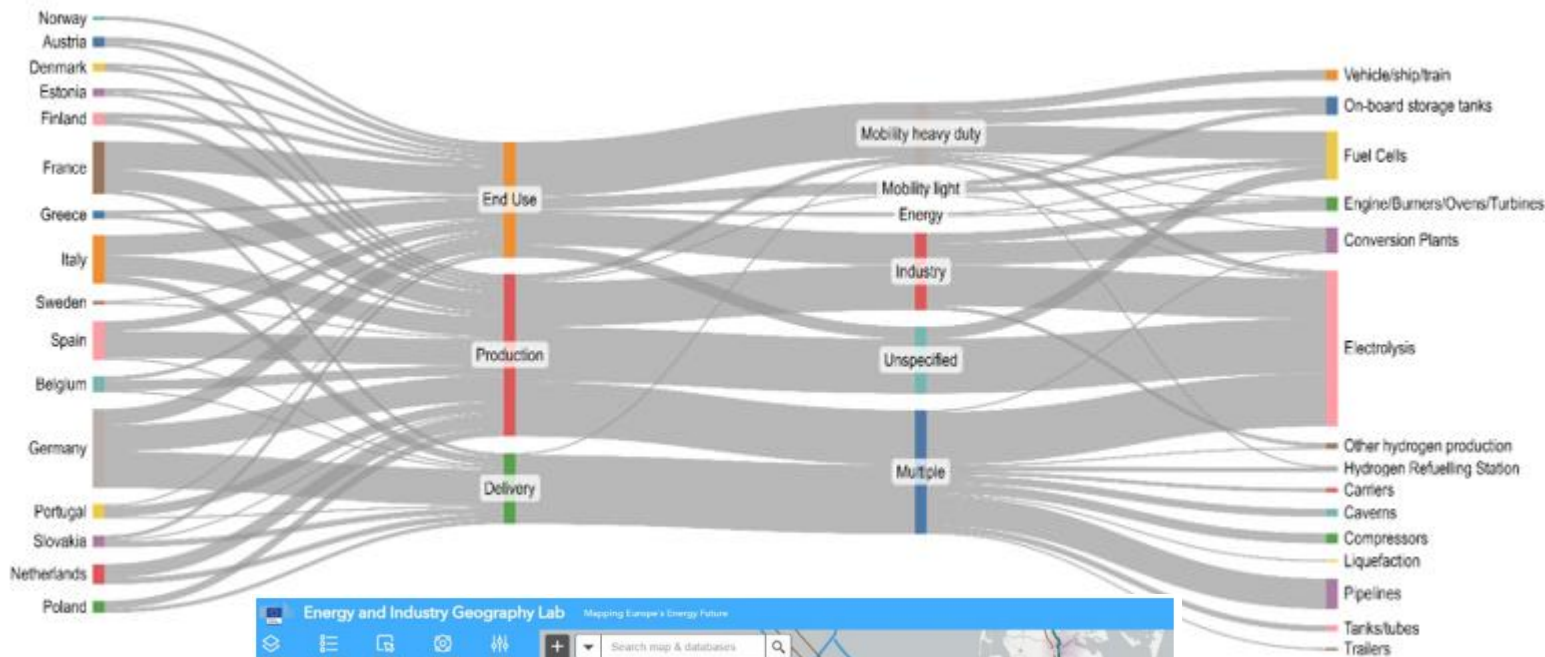 Norway
Austria
Denmark
Estonia
Finland
France
Greece
Italy
Sweden
Spain
Belgium
Germany
Portugal
Slovakia
Netherlands
Poland
End Use
Production
Delivery
Mobility heavy duty
Mobility light
Energy
Industry
Unspecified
Multiple
Vehicle/ship/train
On-board storage tanks
Fuel Cells
Engine/Burners/Ovens/Turbines
Conversion Plants
Electrolysis
Other hydrogen production
Hydrogen Refuelling Station
Carriers
Caverns
Compressors
Liquefaction
Pipelines
Tanks/tubes
Trailers
Energy and Industry Geography Lab Mapping Europe's Energy Future
Search map & databases